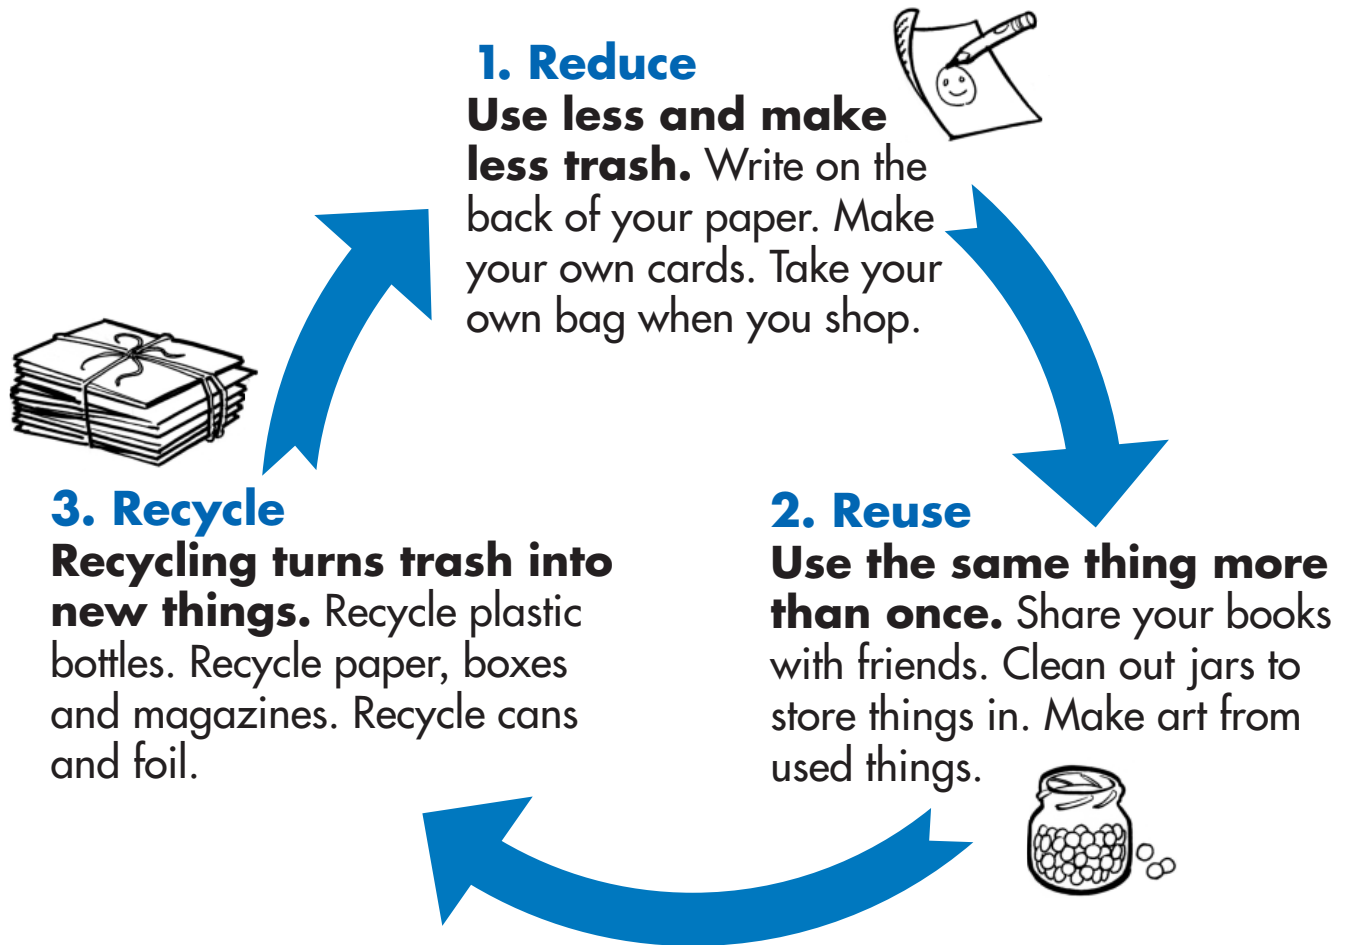 1. Reduce
Use less and make
less trash. Write on the
back of your paper. Make
your own cards. Take your
own bag when you shop.
2. Reuse
Use the same thing more
than once. Share your books
with friends. Clean out jars to
store things in. Make art from
used things.
3. Recycle
Recycling turns trash into
new things. Recycle plastic
bottles. Recycle paper, boxes
and magazines. Recycle cans
and foil.